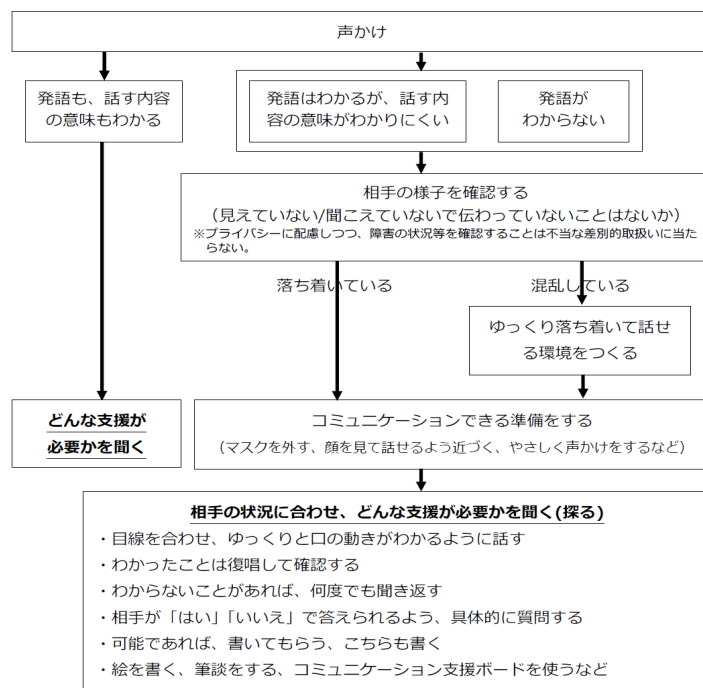 声かけ
発語も、話す内容
の意味もわかる
発語はわかるが、話す内
容の意味がわかりにくい
発語が
わからない
相手の様子を確認する
（見えていない/聞こえていないで伝わっていないことはないか）
※プライバシーに配慮しつつ、障害の状況等を確認することは不当な差別的取扱いに当た
らない。
落ち着いている
混乱している
ゆっくり落ち着いて話せ
る環境をつくる
どんな支援が
必要かを聞く
コミュニケーションできる準備をする
（マスクを外す、顔を見て話せるよう近づく、やさしく声かけをするなど）
相手の状況に合わせ、どんな支援が必要かを聞く(探る)
・目線を合わせ、ゆっくりと口の動きがわかるように話す
・わかったことは復唱して確認する
・わからないことがあれば、何度でも聞き返す
・相手が「はい」「いいえ」で答えられるよう、具体的に質問する
・可能であれば、書いてもらう、こちらも書く
・絵を書く、筆談をする、コミュニケーション支援ボードを使うなど